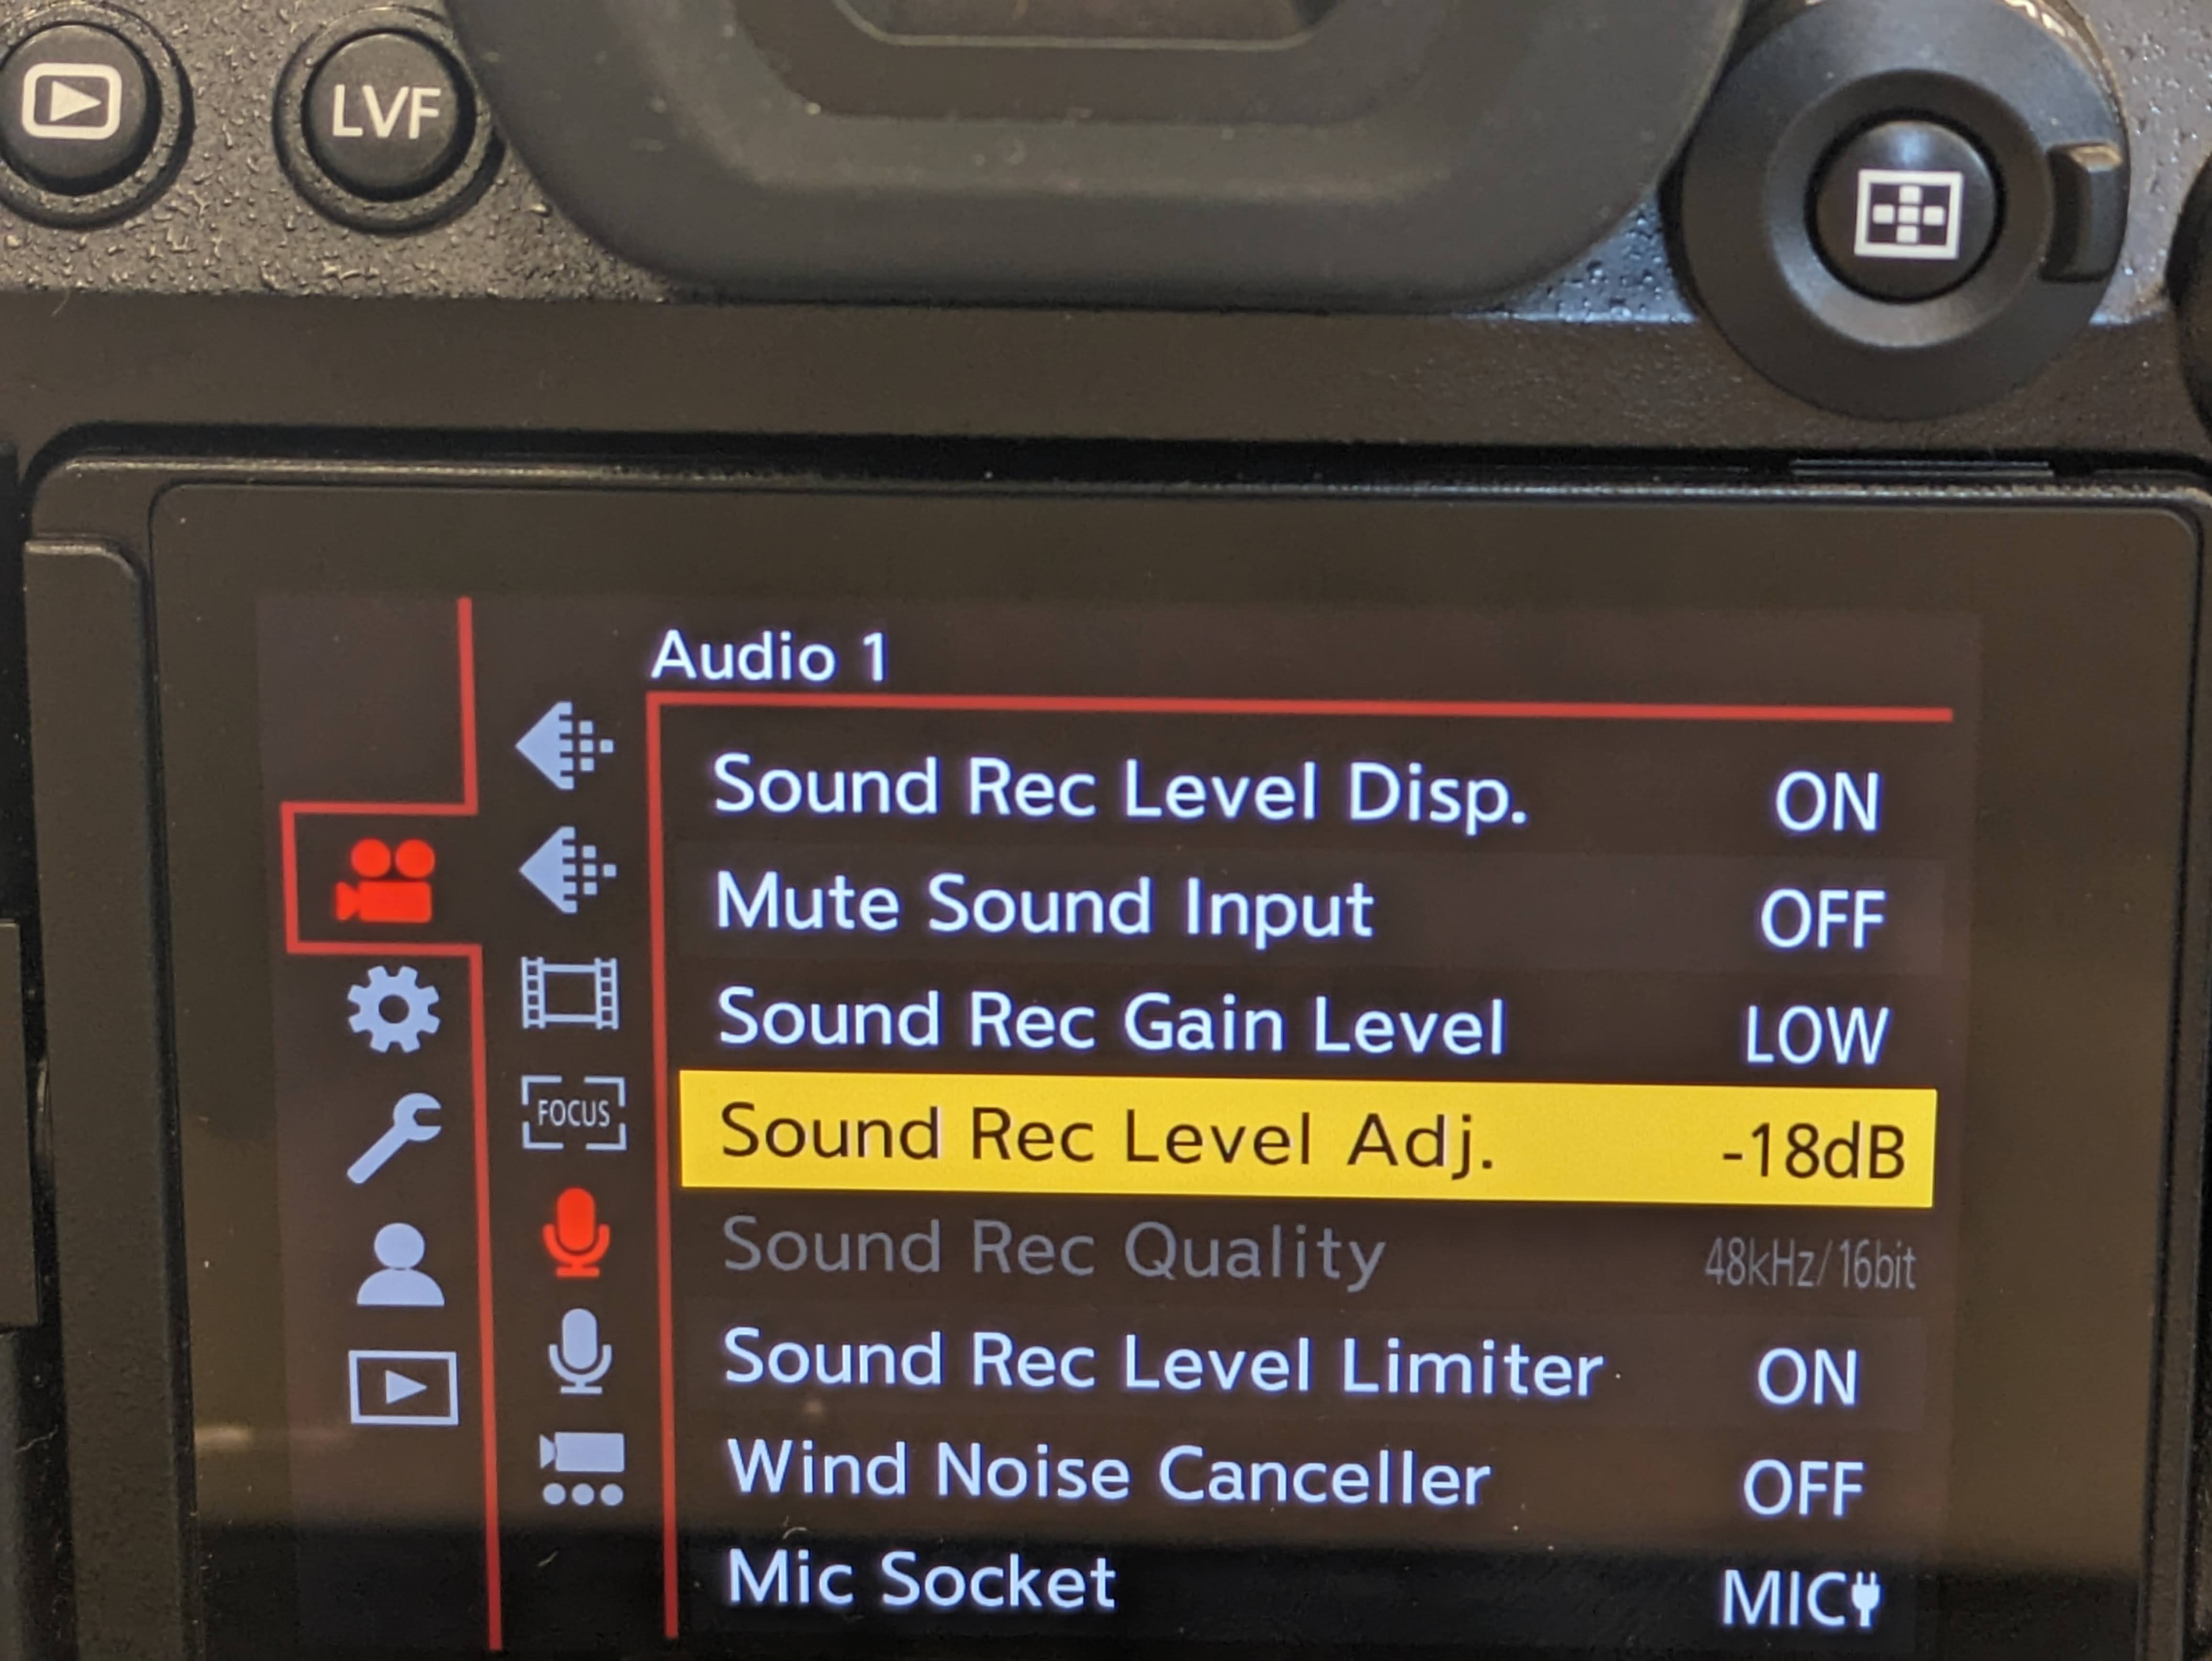 LVF
Audio 1
Sound Rec Level Disp. ON
Mute Sound Input OFF
Sound Rec Gain Level LOW
FOCUS
Sound Rec Level Adj. -18dB
Sound Rec Quality 48kHz/16bit
Sound Rec Level Limiter ON
Wind Noise Canceller OFF
Mic Socket MIC